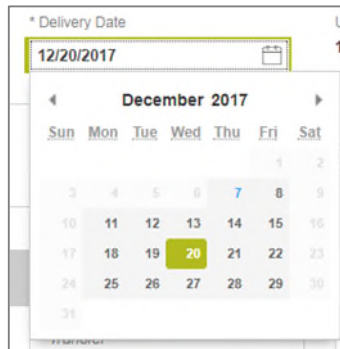 * Delivery Date
12/20/2017
December 2017
Sun Mon Tue Wed Thu Fri Sat
1 2
3 4 5 6 7 8 9
10 11 12 13 14 15 16
17 18 19 20 21 22 23
24 25 26 27 28 29 30
31